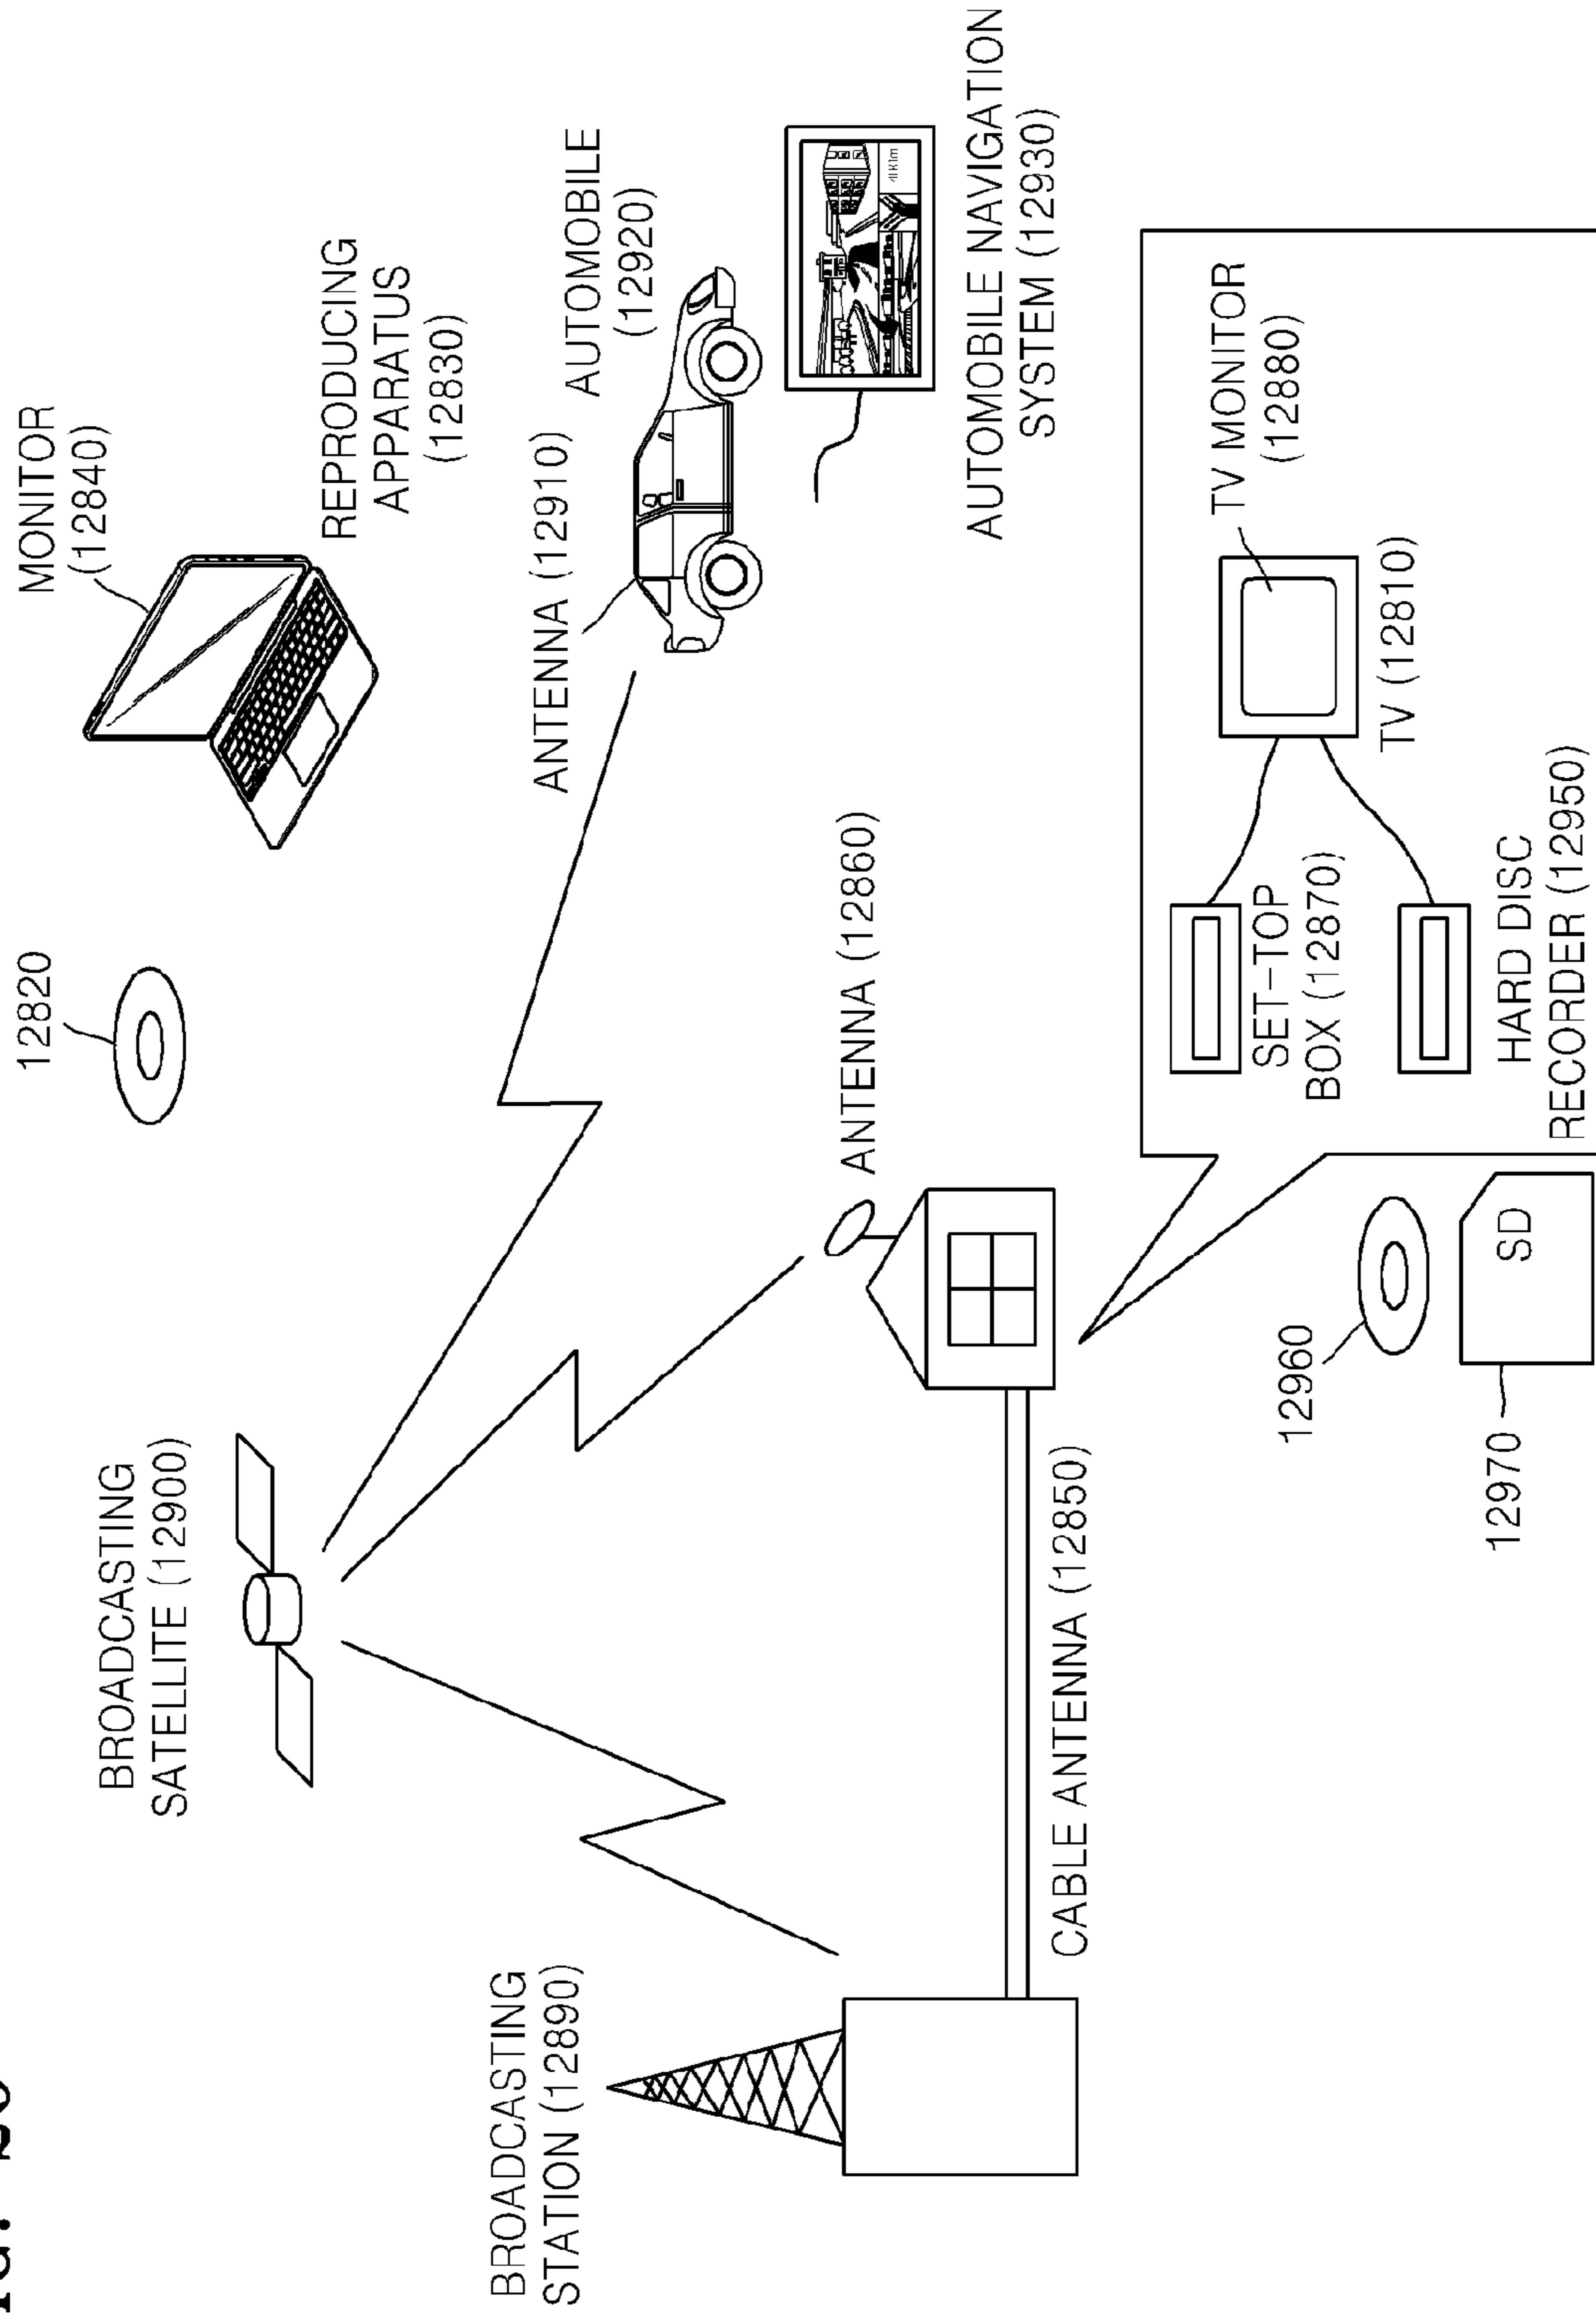 12820
MONITOR
(12840)
BROADCASTING
SATELLITE (12900)
REPRODUCING
APPARATUS
(12830)
BROADCASTING
STATION (12890)
ANTENNA (12910)
AUTOMOBILE
(12920)
ANTENNA (12860)
AUTOMOBILE NAVIGATION
SYSTEM (12930)
CABLE ANTENNA (12850)
TV MONITOR
(12880)
SET-TOP
BOX (12870)
TV (12810)
12960
12970
SD
HARD DISC
RECORDER (12950)